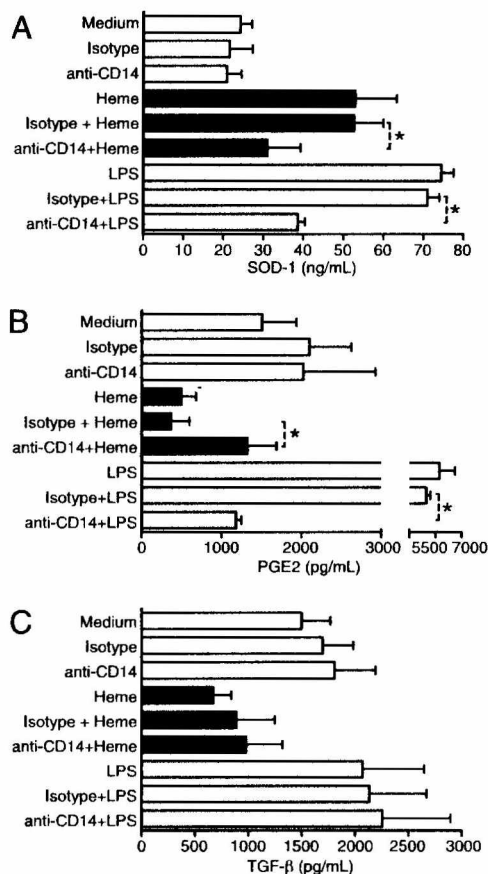 A
Medium
Isotype
anti-CD14
Heme
Isotype + Heme
anti-CD14+Heme
LPS
Isotype+LPS
anti-CD14+LPS
*
*
0 10 20 30 40 50 60 70 80
SOD-1 (ng/mL)
B
Medium
Isotype
anti-CD14
Heme
Isotype + Heme
anti-CD14+Heme
LPS
Isotype+LPS
anti-CD14+LPS
*
*
0 1000 2000 3000 5500 7000
PGE2 (pg/mL)
C
Medium
Isotype
anti-CD14
Heme
Isotype + Heme
anti-CD14+Heme
LPS
Isotype+LPS
anti-CD14+LPS
0 500 1000 1500 2000 2500 3000
TGF-β (pg/mL)